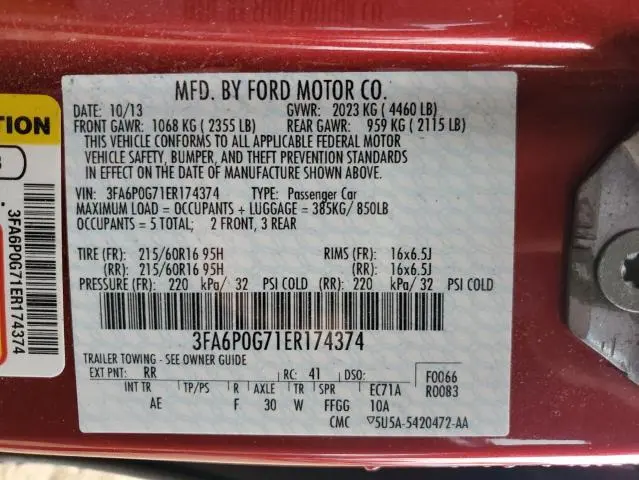 MFD. BY FORD MOTOR CO.
DATE: 10/13 GVWR: 2023 KG ( 4460 LB)
FRONT GAWR: 1068 KG ( 2355 LB) REAR GAWR: 959 KG ( 2115 LB)
THIS VEHICLE CONFORMS TO ALL APPLICABLE FEDERAL MOTOR
VEHICLE SAFETY, BUMPER, AND THEFT PREVENTION STANDARDS
IN EFFECT ON THE DATE OF MANUFACTURE SHOWN ABOVE.
VIN: 3FA6P0G71ER174374 TYPE: Passenger Car
MAXIMUM LOAD = OCCUPANTS + LUGGAGE = 385KG/ 850LB
OCCUPANTS = 5 TOTAL; 2 FRONT, 3 REAR
TIRE (FR): 215/60R16 95H RIMS (FR): 16x6.5J
(RR): 215/60R16 95H (RR): 16x6.5J
PRESSURE (FR): 220 kPa/ 32 PSI COLD (RR): 220 kPa/ 32 PSI COLD
3FA6P0G71ER174374
TRAILER TOWING - SEE OWNER GUIDE
EXT PNT: RR RC: 41 DSO: F0066
R0083
INT TR TP/PS R AXLE TR SPR EC71A
AE F 30 W FFGG 10A
CMC ▽5U5A-5420472-AA
3FA6P0G71ER174374